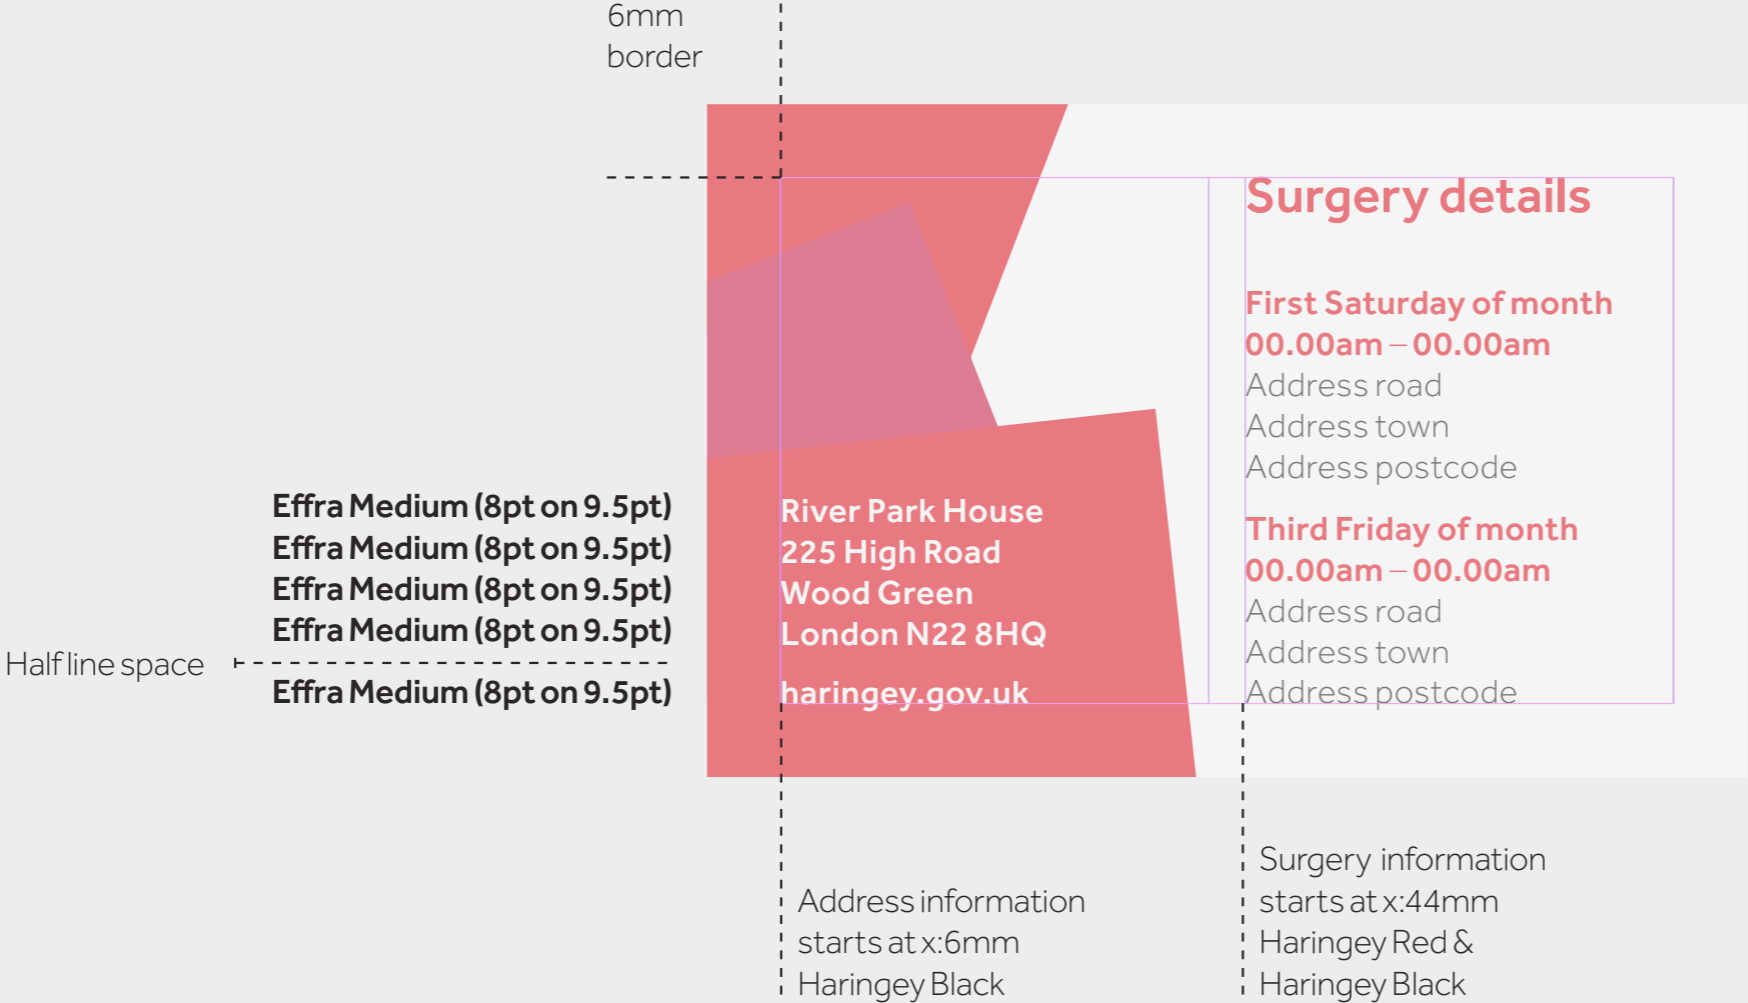 6mm
border
Surgery details
First Saturday of month
00.00am – 00.00am
Address road
Address town
Address postcode
Third Friday of month
00.00am – 00.00am
Address road
Address town
Address postcode
Effra Medium (8pt on 9.5pt)
Effra Medium (8pt on 9.5pt)
Effra Medium (8pt on 9.5pt)
Effra Medium (8pt on 9.5pt)
Half line space
Effra Medium (8pt on 9.5pt)
River Park House
225 High Road
Wood Green
London N22 8HQ
haringey.gov.uk
Address information
starts at x:6mm
Haringey Black
Surgery information
starts at x:44mm
Haringey Red &
Haringey Black